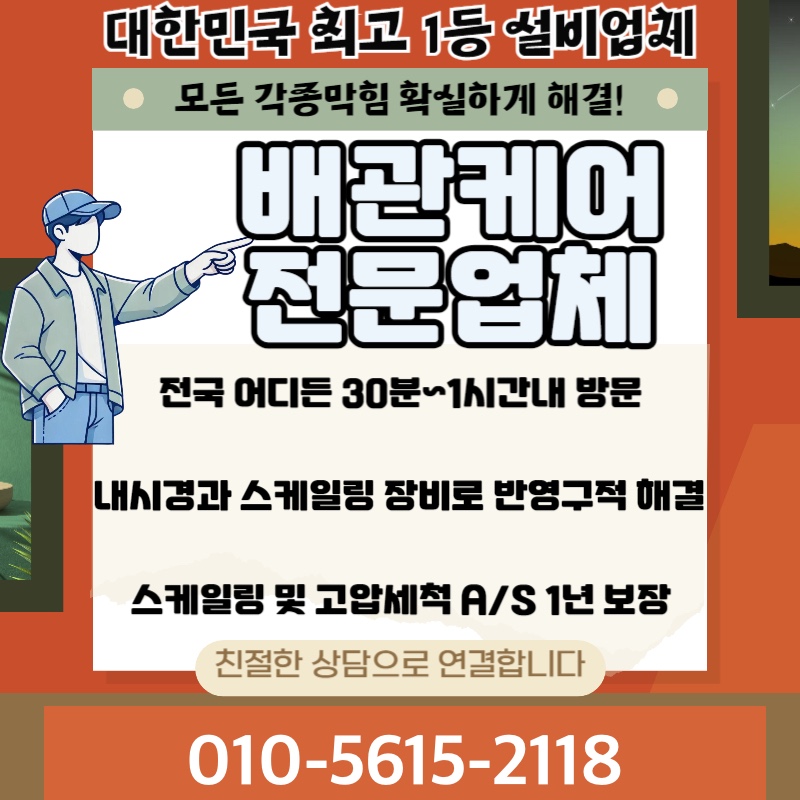 대한민국 최고 1등 설비업체
모든 각종막힘 확실하게 해결!
배관케어
전문업체
전국 어디든 30분~1시간내 방문
내시경과 스케일링 장비로 반영구적 해결
스케일링 및 고압세척 A/S 1년 보장
친절한 상담으로 연결합니다
010-5615-2118